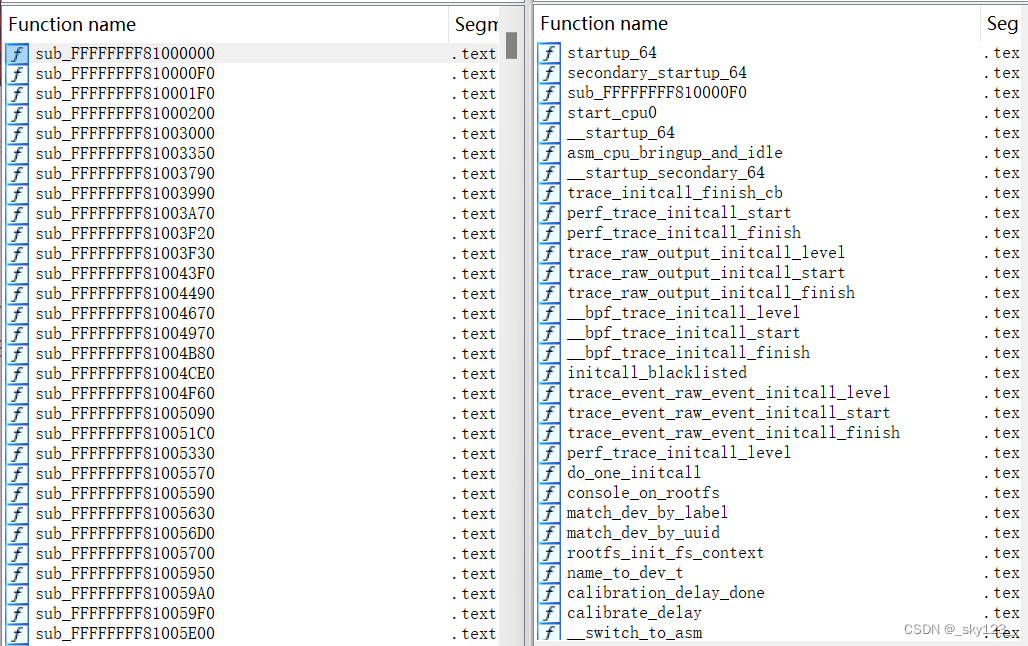 Function name Segm
sub_FFFFFFFF81000000 .text
sub_FFFFFFFF810000F0 .text
sub_FFFFFFFF810001F0 .text
sub_FFFFFFFF81000200 .text
sub_FFFFFFFF81003000 .text
sub_FFFFFFFF81003350 .text
sub_FFFFFFFF81003790 .text
sub_FFFFFFFF81003990 .text
sub_FFFFFFFF81003A70 .text
sub_FFFFFFFF81003F20 .text
sub_FFFFFFFF81003F30 .text
sub_FFFFFFFF810043F0 .text
sub_FFFFFFFF81004490 .text
sub_FFFFFFFF81004670 .text
sub_FFFFFFFF81004970 .text
sub_FFFFFFFF81004B80 .text
sub_FFFFFFFF81004CE0 .text
sub_FFFFFFFF81004F60 .text
sub_FFFFFFFF81005090 .text
sub_FFFFFFFF810051C0 .text
sub_FFFFFFFF81005330 .text
sub_FFFFFFFF81005570 .text
sub_FFFFFFFF81005590 .text
sub_FFFFFFFF81005630 .text
sub_FFFFFFFF810056D0 .text
sub_FFFFFFFF81005700 .text
sub_FFFFFFFF81005950 .text
sub_FFFFFFFF810059A0 .text
sub_FFFFFFFF810059F0 .text
sub_FFFFFFFF81005E00 .text
Function name Seg
startup_64 .tex
secondary_startup_64 .tex
sub_FFFFFFFF810000F0 .tex
start_cpu0 .tex
__startup_64 .tex
asm_cpu_bringup_and_idle .tex
__startup_secondary_64 .tex
trace_initcall_finish_cb .tex
perf_trace_initcall_start .tex
perf_trace_initcall_finish .tex
trace_raw_output_initcall_level .tex
trace_raw_output_initcall_start .tex
trace_raw_output_initcall_finish .tex
__bpf_trace_initcall_level .tex
__bpf_trace_initcall_start .tex
__bpf_trace_initcall_finish .tex
initcall_blacklisted .tex
trace_event_raw_event_initcall_level .tex
trace_event_raw_event_initcall_start .tex
trace_event_raw_event_initcall_finish .tex
perf_trace_initcall_level .tex
do_one_initcall .tex
console_on_rootfs .tex
match_dev_by_label .tex
match_dev_by_uuid .tex
rootfs_init_fs_context .tex
name_to_dev_t .tex
calibration_delay_done .tex
calibrate_delay .tex
__switch_to_asm .tex
CSDN @_sky123_